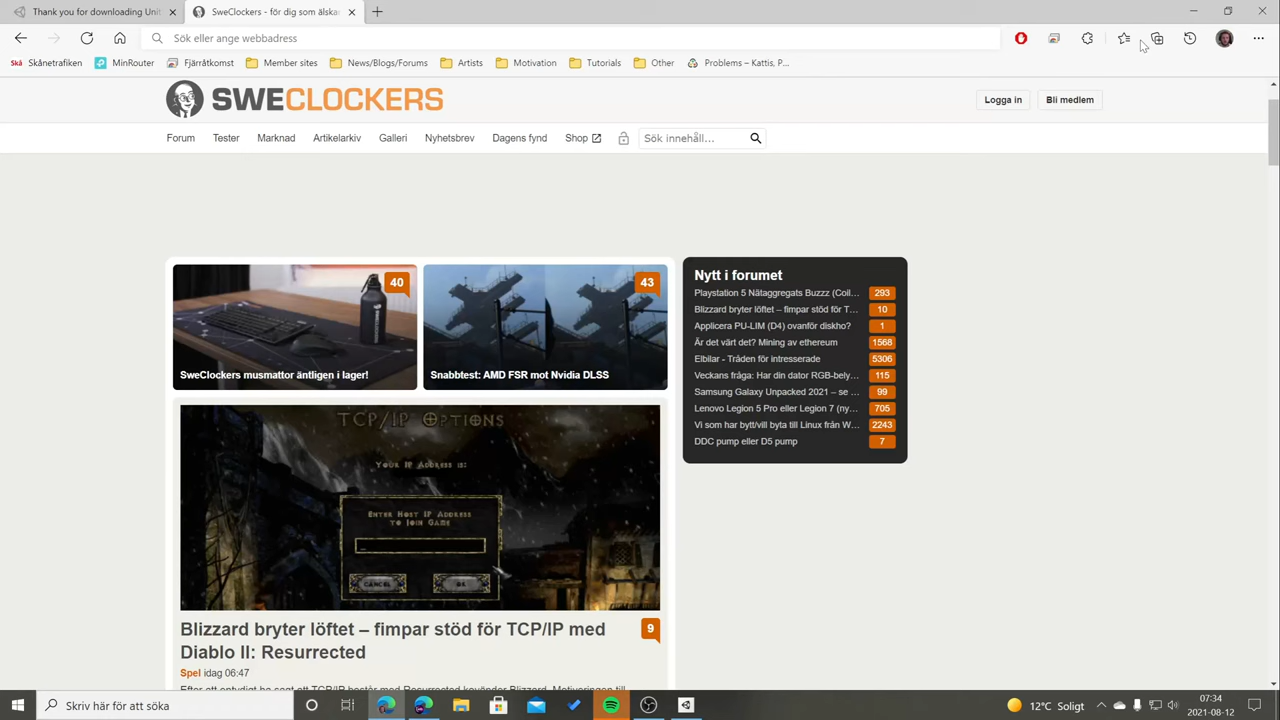 Thank you for downloading Unit
SweClockers - för dig som älskar
Sök eller ange webbadress
Skå Skånetrafiken
MinRouter
Fjärråtkomst
Member sites
News/Blogs/Forums
Artists
Motivation
Tutorials
Other
Problems – Kattis, P...
SWECLOCKERS
Logga in
Bli medlem
Forum
Tester
Marknad
Artikelarkiv
Galleri
Nyhetsbrev
Dagens fynd
Shop
Sök innehåll...
40
SweClockers musmattor äntligen i lager!
43
Snabbtest: AMD FSR mot Nvidia DLSS
Nytt i forumet
Playstation 5 Nätaggregats Buzzz (Coil... 293
Blizzard bryter löftet – fimpar stöd för T... 10
Applicera PU-LIM (D4) ovanför diskho? 1
Är det värt det? Mining av ethereum 1568
Elbilar - Tråden för intresserade 5306
Veckans fråga: Har din dator RGB-bely... 115
Samsung Galaxy Unpacked 2021 – se ... 99
Lenovo Legion 5 Pro eller Legion 7 (ny... 705
Vi som har bytt/vill byta till Linux från W... 2243
DDC pump eller D5 pump 7
TCP/IP Options
Your IP Address is:
Enter Host IP Address
to Join Game
Cancel
OK
Blizzard bryter löftet – fimpar stöd för TCP/IP med
Diablo II: Resurrected
9
Spel idag 06:47
Skriv här för att söka
12°C Soligt
07:34
2021-08-12